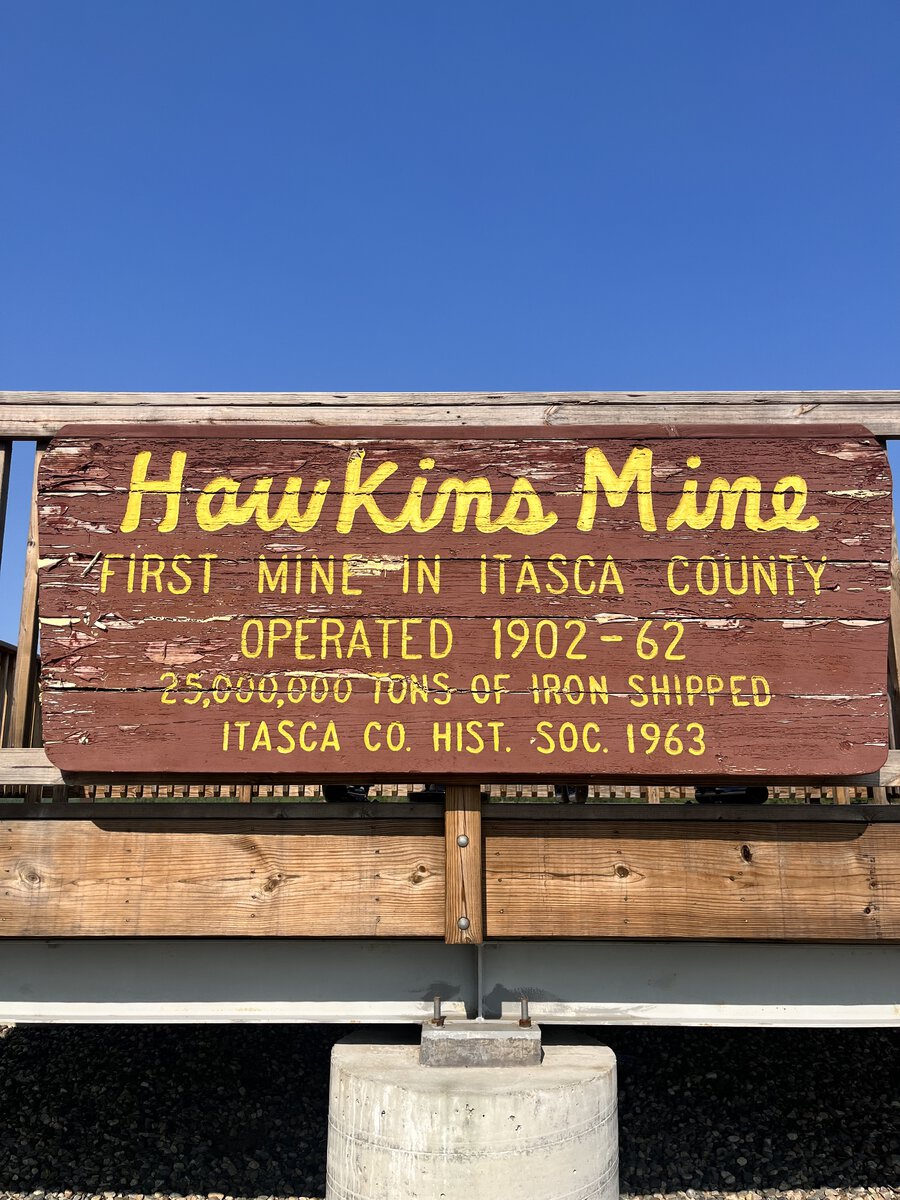 Hawkins Mine
FIRST MINE IN ITASCA COUNTY
OPERATED 1902-62
25,000,000 TONS OF IRON SHIPPED
ITASCA CO. HIST. SOC. 1963